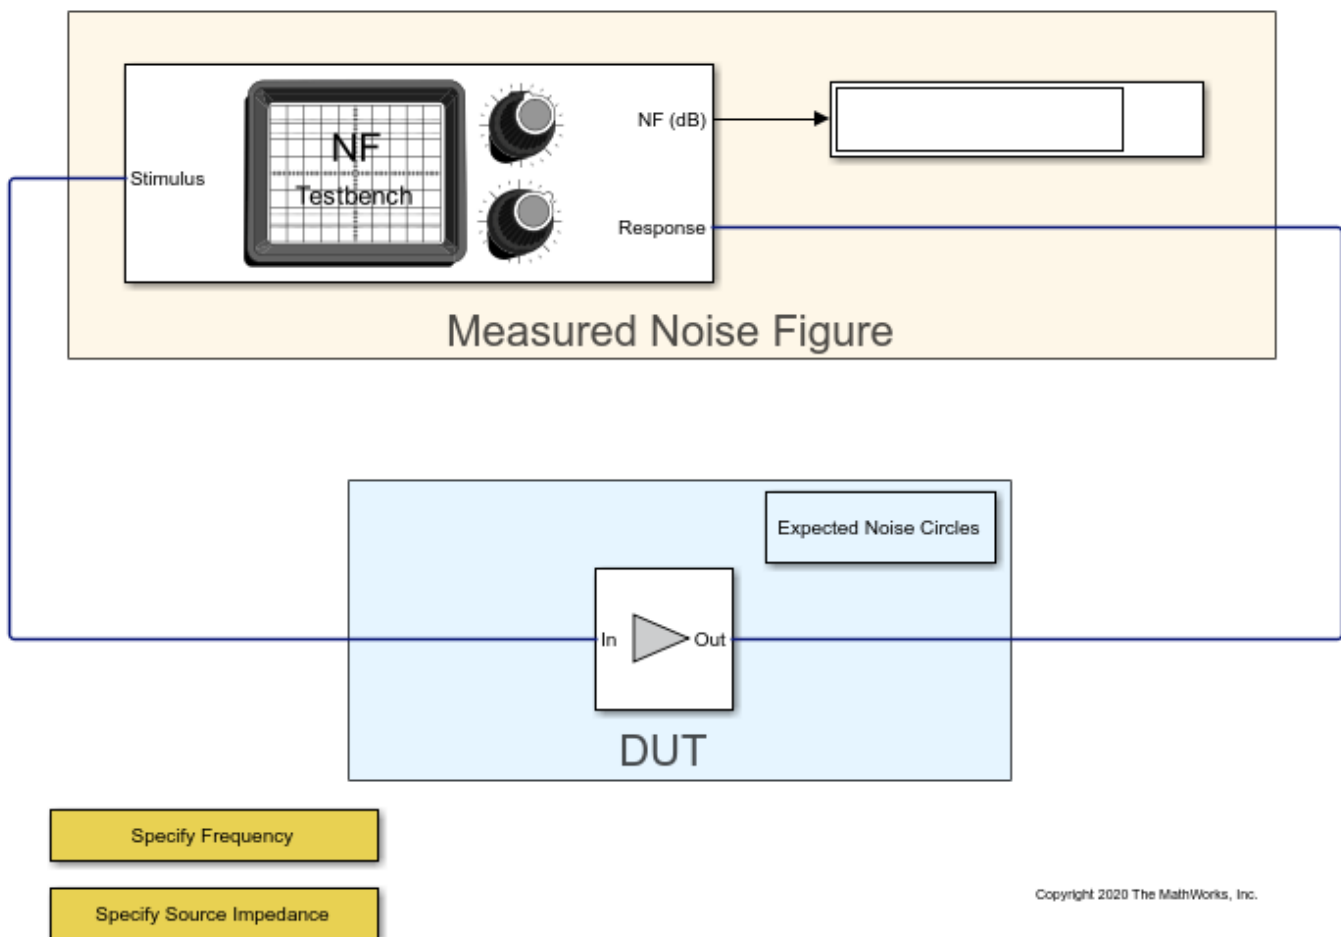 NF (dB)
NF
Testbench
Stimulus
Response
Measured Noise Figure
Expected Noise Circles
In
Out
DUT
Specify Frequency
Specify Source Impedance
Copyright 2020 The MathWorks, Inc.